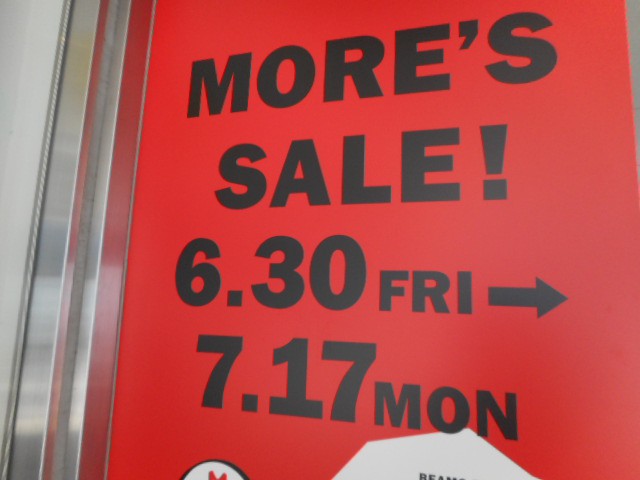 MORE'S
SALE!
6.30 FRI →
7.17 MON